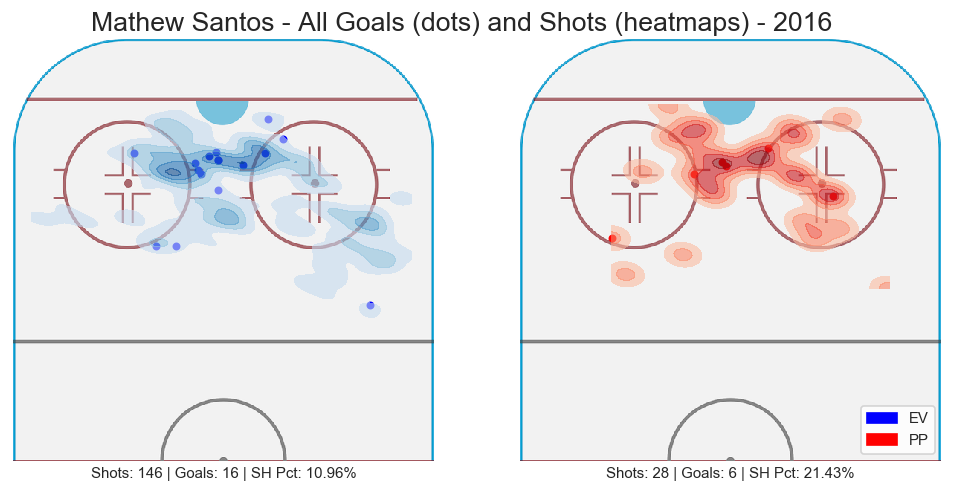 Mathew Santos - All Goals (dots) and Shots (heatmaps) - 2016
EV
PP
Shots: 146 | Goals: 16 | SH Pct: 10.96%
Shots: 28 | Goals: 6 | SH Pct: 21.43%